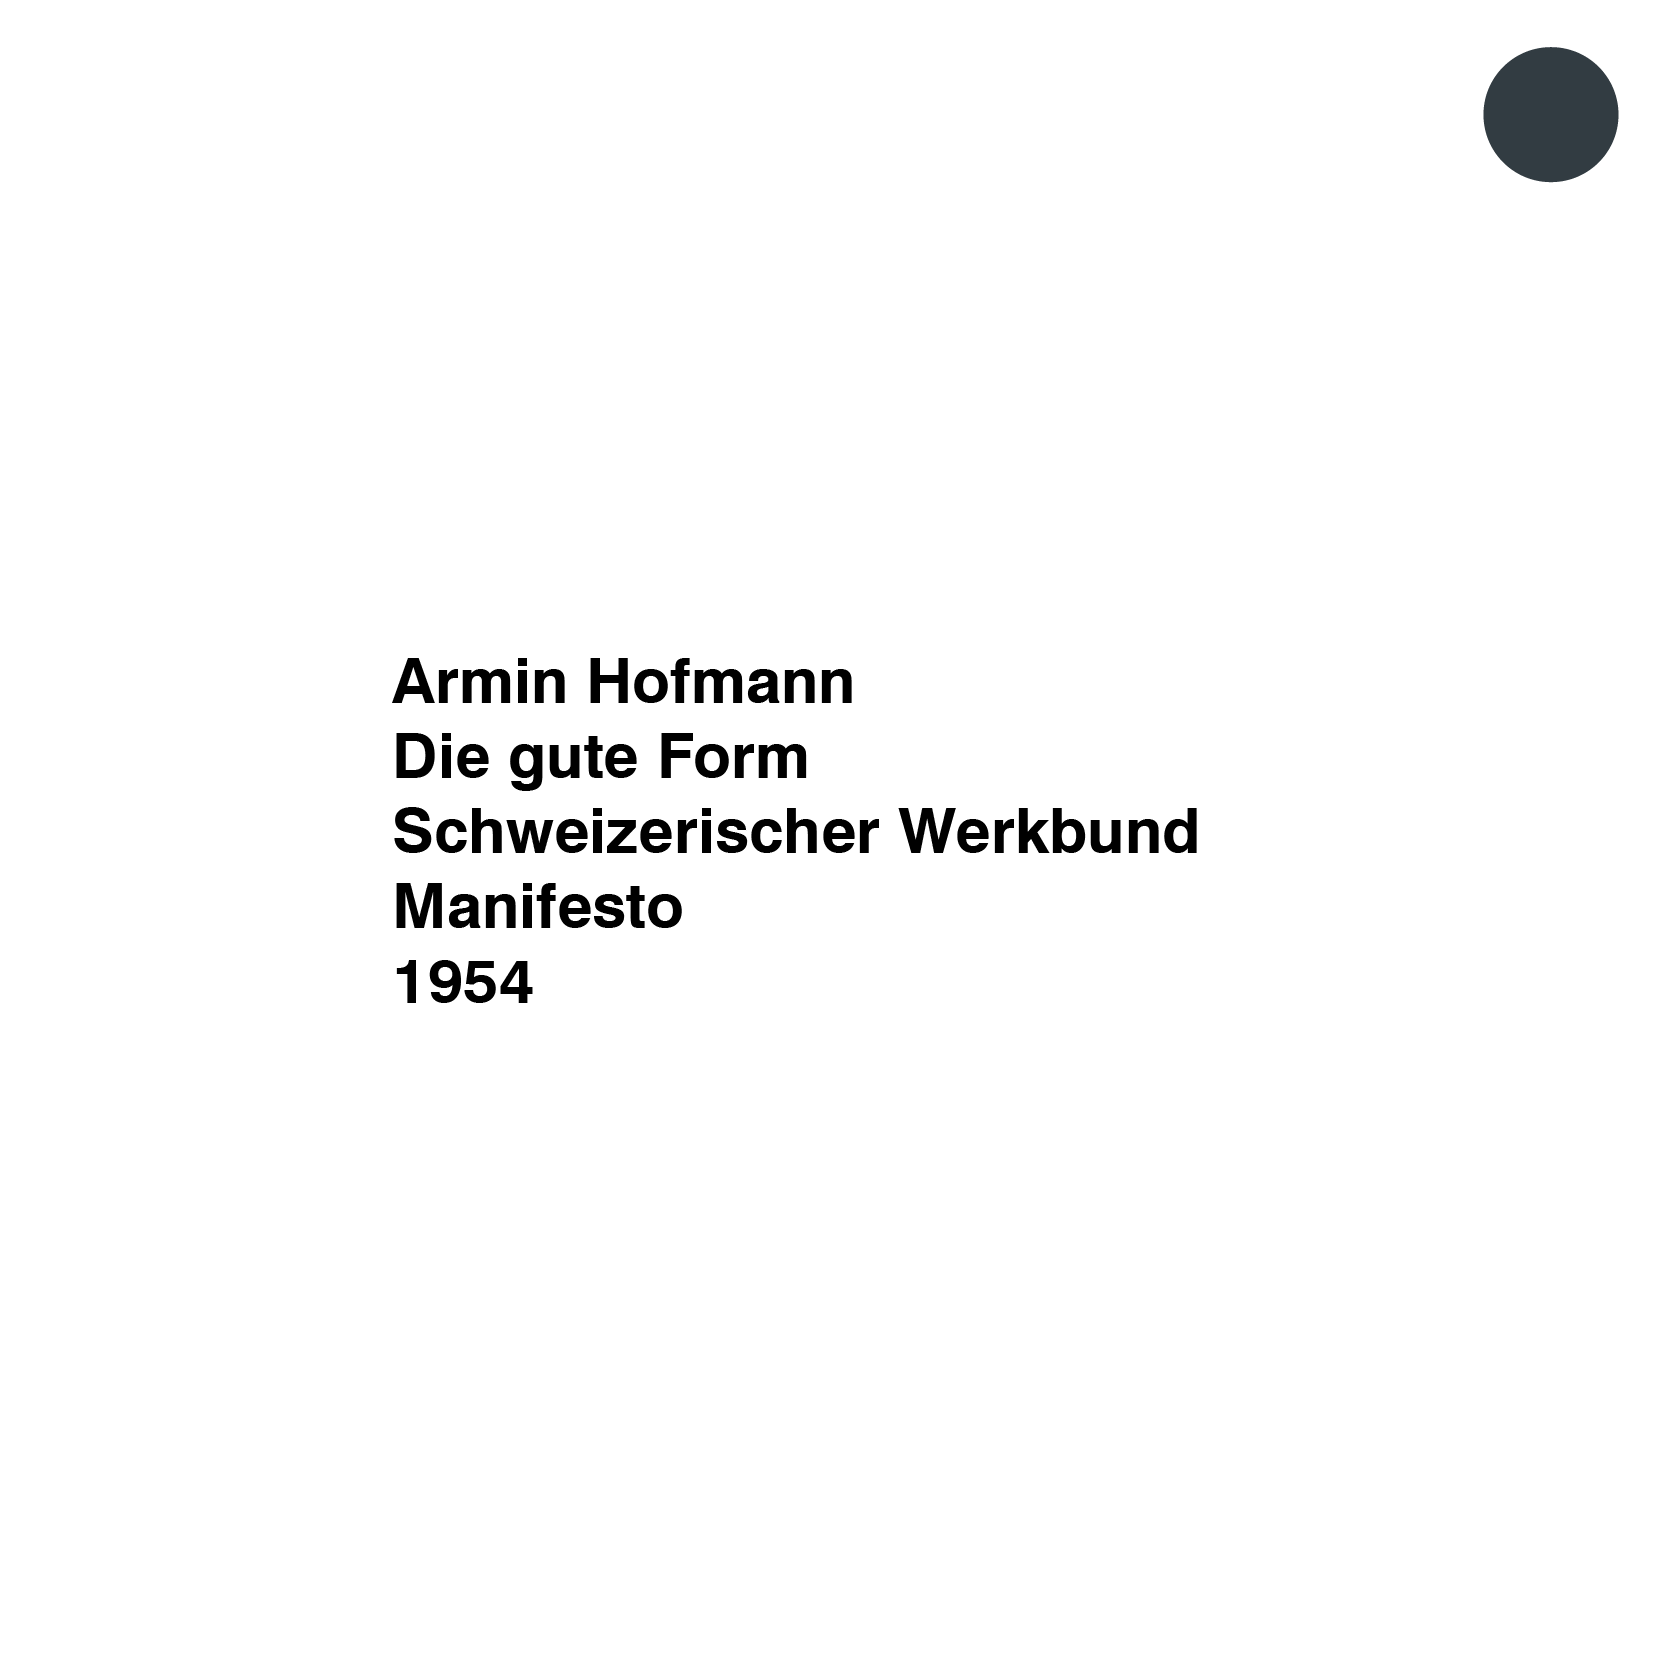 Armin Hofmann
Die gute Form
Schweizerischer Werkbund
Manifesto
1954